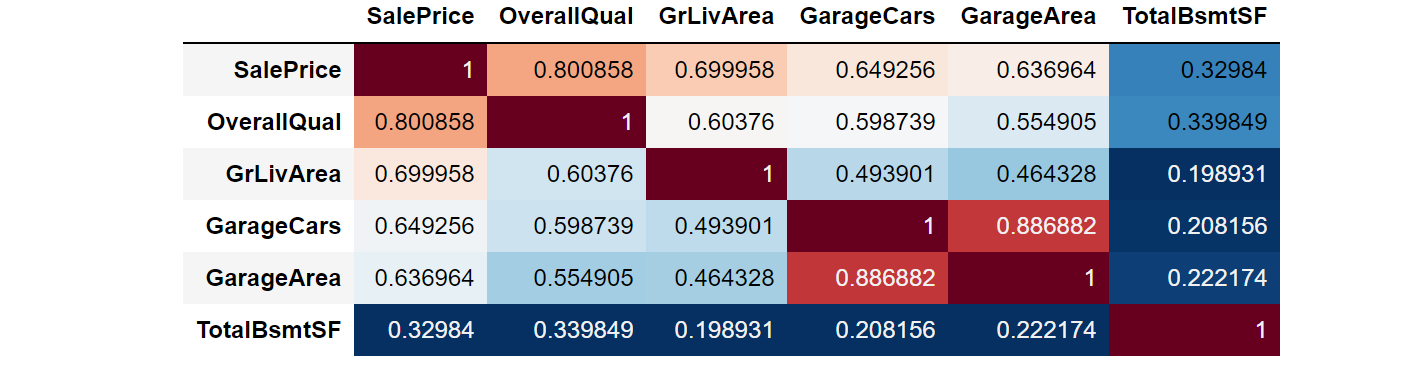 SalePrice OverallQual GrLivArea GarageCars GarageArea TotalBsmtSF
SalePrice 1 0.800858 0.699958 0.649256 0.636964 0.32984
OverallQual 0.800858 1 0.60376 0.598739 0.554905 0.339849
GrLivArea 0.699958 0.60376 1 0.493901 0.464328 0.198931
GarageCars 0.649256 0.598739 0.493901 1 0.886882 0.208156
GarageArea 0.636964 0.554905 0.464328 0.886882 1 0.222174
TotalBsmtSF 0.32984 0.339849 0.198931 0.208156 0.222174 1